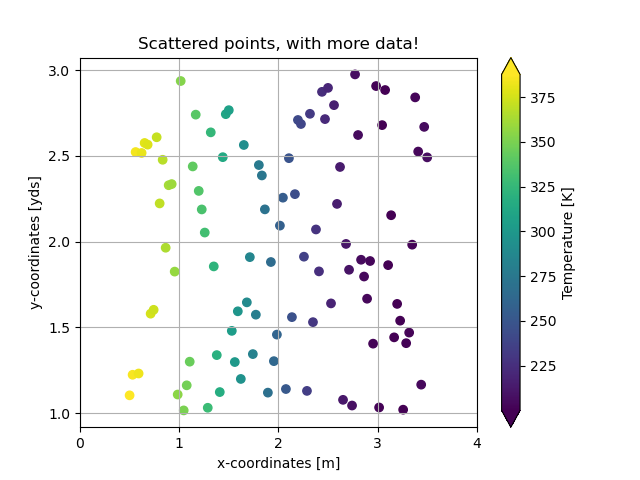 Scattered points, with more data!
3.0
2.5
2.0
1.5
1.0
y-coordinates [yds]
0 1 2 3 4
x-coordinates [m]
375
350
325
300
275
250
225
Temperature [K]